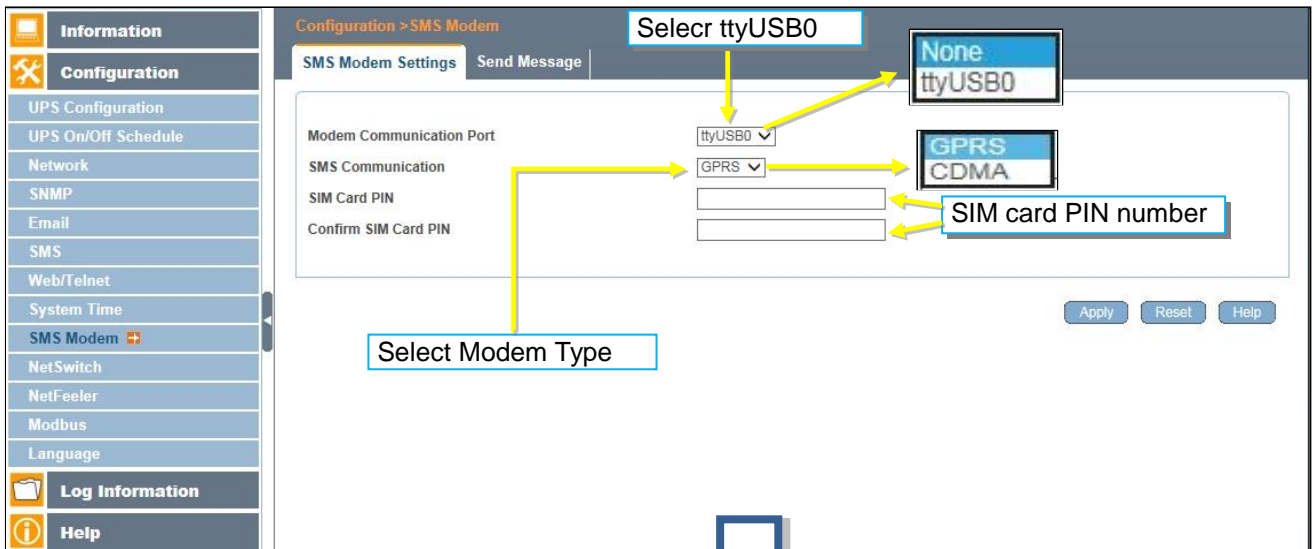 Information
Configuration
UPS Configuration
UPS On/Off Schedule
Network
SNMP
Email
SMS
Web/Telnet
System Time
SMS Modem
NetSwitch
NetFeeler
Modbus
Language
Log Information
Help
Configuration > SMS Modem
Selecr ttyUSB0
SMS Modem Settings Send Message
None
ttyUSB0
Modem Communication Port ttyUSB0
SMS Communication GPRS
GPRS
CDMA
SIM Card PIN
SIM card PIN number
Confirm SIM Card PIN
Apply Reset Help
Select Modem Type